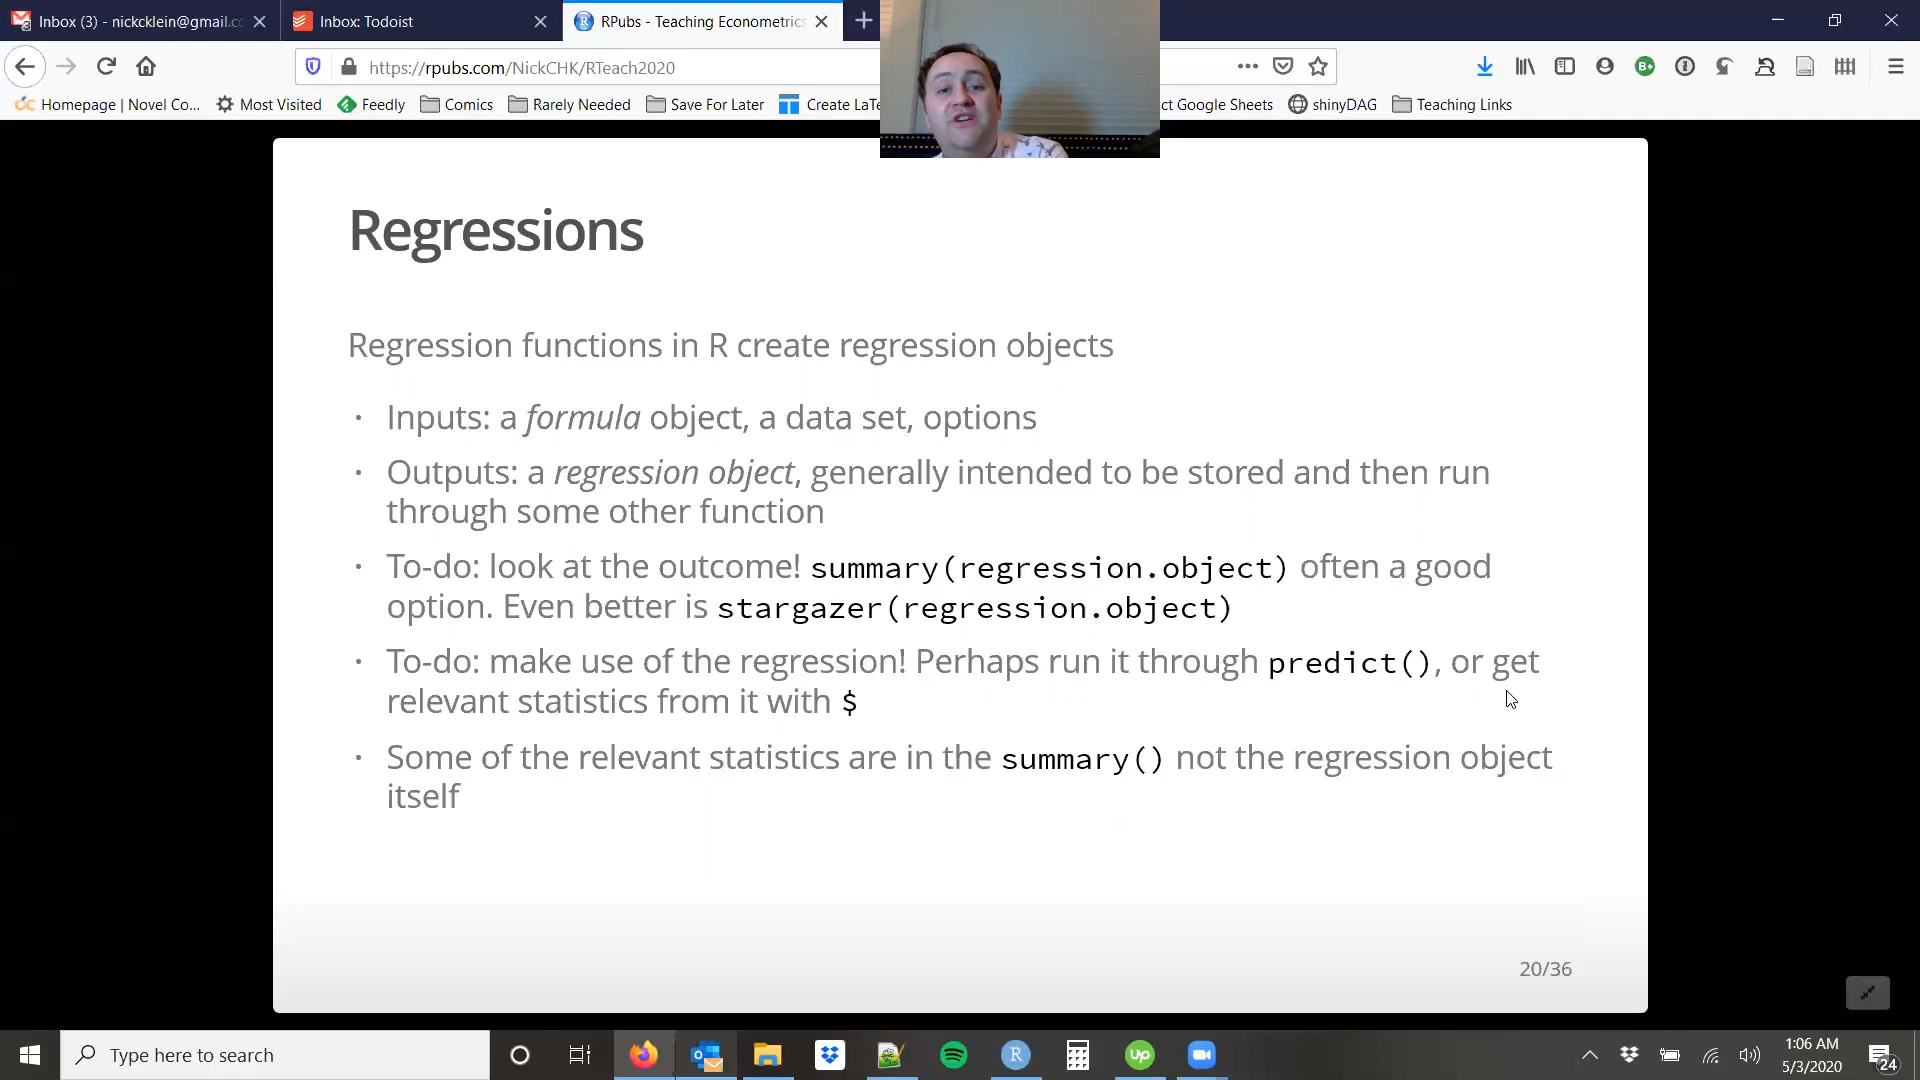 Inbox (3) - nickcklein@gmail.c
Inbox: Todoist
RPubs - Teaching Econometrics
https://rpubs.com/NickCHK/RTeach2020
Homepage | Novel Co...
Most Visited
Feedly
Comics
Rarely Needed
Save For Later
Create LaTe
ct Google Sheets
shinyDAG
Teaching Links
Regressions
Regression functions in R create regression objects
· Inputs: a formula object, a data set, options
· Outputs: a regression object, generally intended to be stored and then run
through some other function
· To-do: look at the outcome! summary(regression.object) often a good
option. Even better is stargazer(regression.object)
· To-do: make use of the regression! Perhaps run it through predict(), or get
relevant statistics from it with $
· Some of the relevant statistics are in the summary() not the regression object
itself
20/36
Type here to search
R
up
1:06 AM
5/3/2020
24